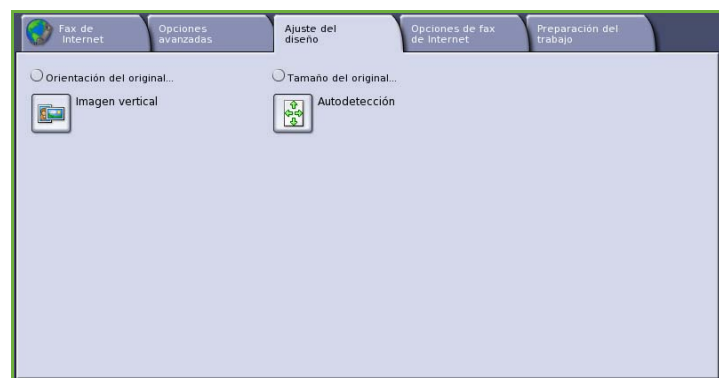 Fax de
Internet
Opciones
avanzadas
Ajuste del
diseño
Opciones de fax
de Internet
Preparación del
trabajo
Orientación del original...
Tamaño del original...
Imagen vertical
Autodetección